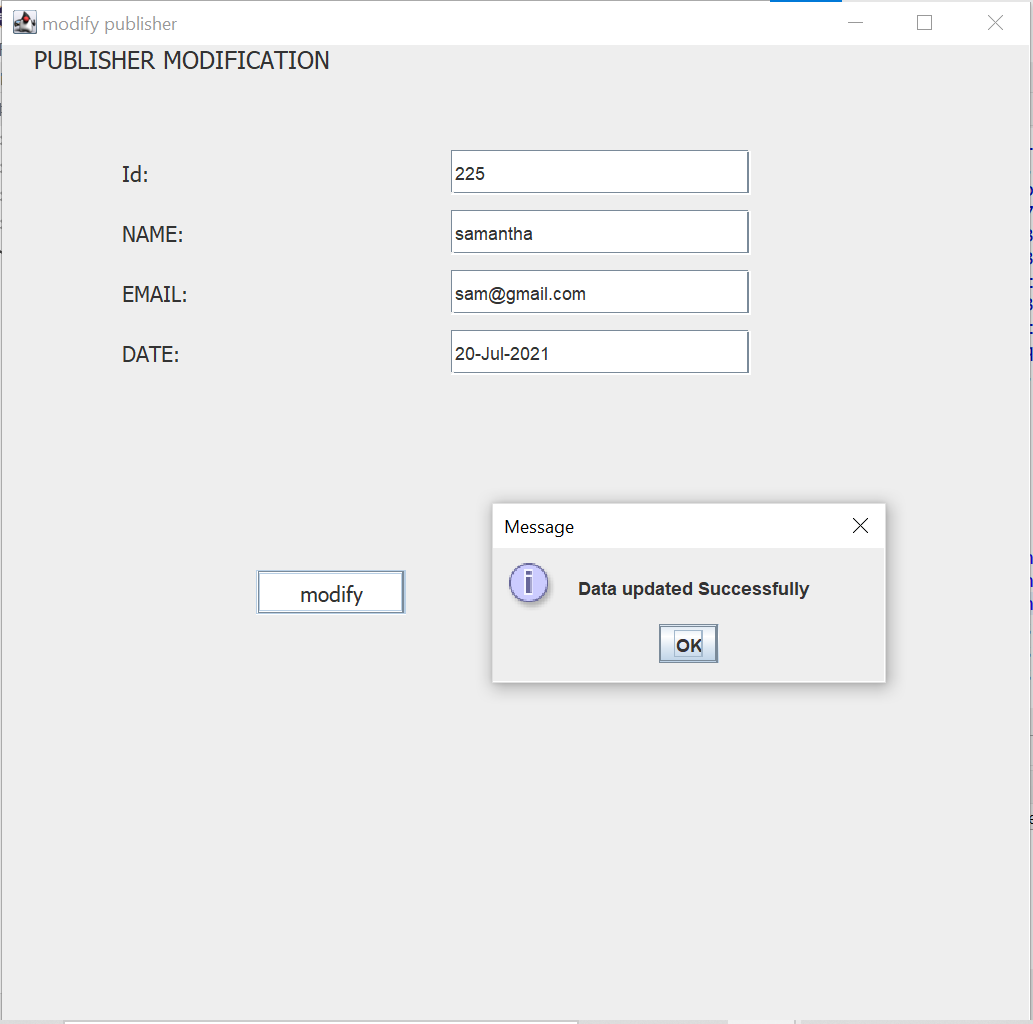 modify publisher
PUBLISHER MODIFICATION
Id:
225
NAME:
samantha
EMAIL:
sam@gmail.com
DATE:
20-Jul-2021
Message
i
Data updated Successfully
OK
modify